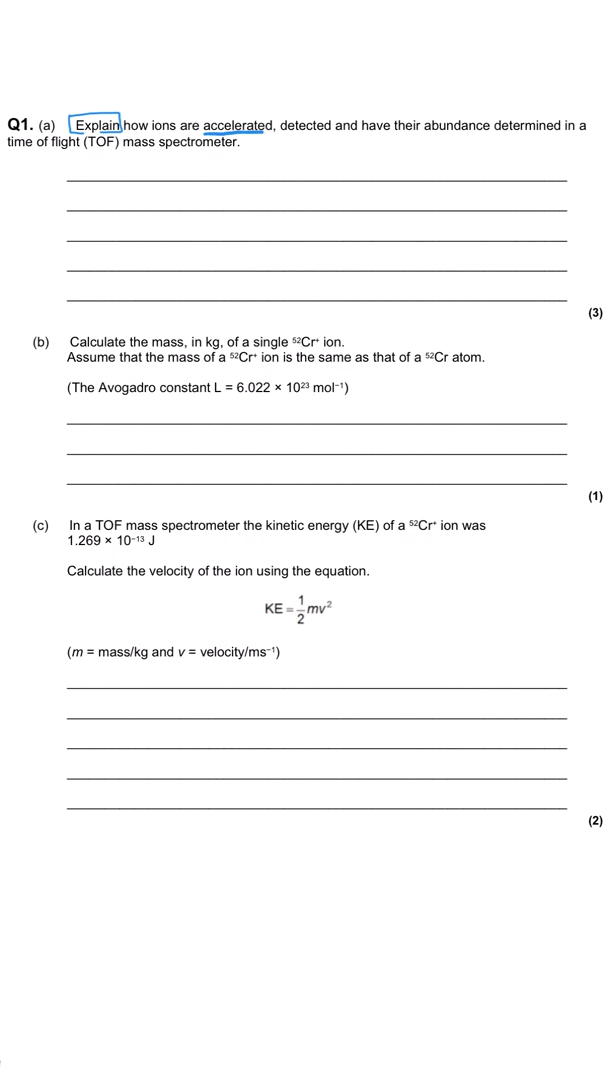 Q1. (a) Explain how ions are accelerated, detected and have their abundance determined in a
time of flight (TOF) mass spectrometer.
(3)
(b) Calculate the mass, in kg, of a single ⁵²Cr⁺ ion.
Assume that the mass of a ⁵²Cr⁺ ion is the same as that of a ⁵²Cr atom.
(The Avogadro constant L = 6.022 × 10²³ mol⁻¹)
(1)
(c) In a TOF mass spectrometer the kinetic energy (KE) of a ⁵²Cr⁺ ion was
1.269 × 10⁻¹³ J
Calculate the velocity of the ion using the equation.
KE = 1/2 mv²
(m = mass/kg and v = velocity/ms⁻¹)
(2)